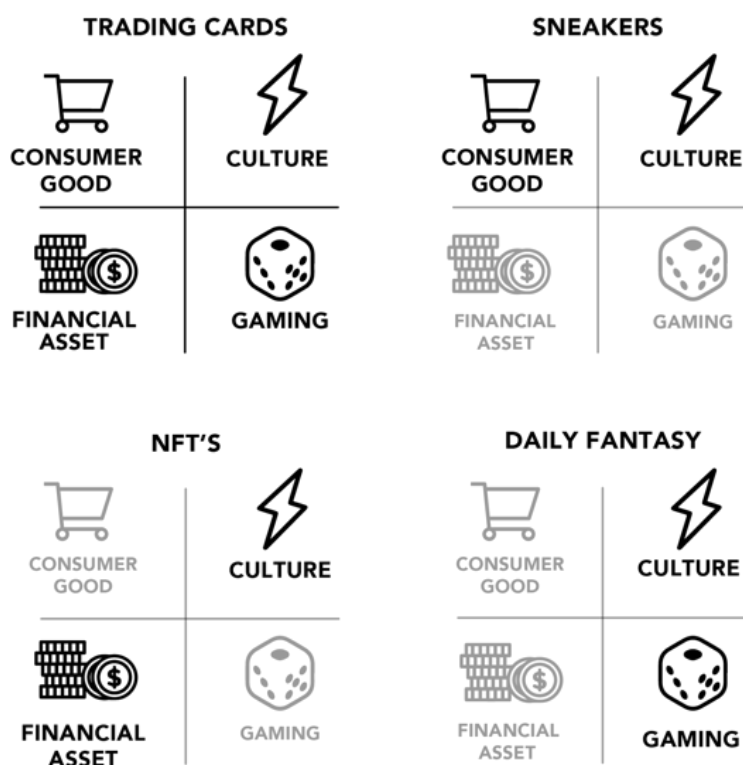 TRADING CARDS
CONSUMER
GOOD
CULTURE
$
FINANCIAL
ASSET
GAMING
SNEAKERS
CONSUMER
GOOD
CULTURE
$
FINANCIAL
ASSET
GAMING
NFT'S
CONSUMER
GOOD
CULTURE
$
FINANCIAL
ASSET
GAMING
DAILY FANTASY
CONSUMER
GOOD
CULTURE
$
FINANCIAL
ASSET
GAMING